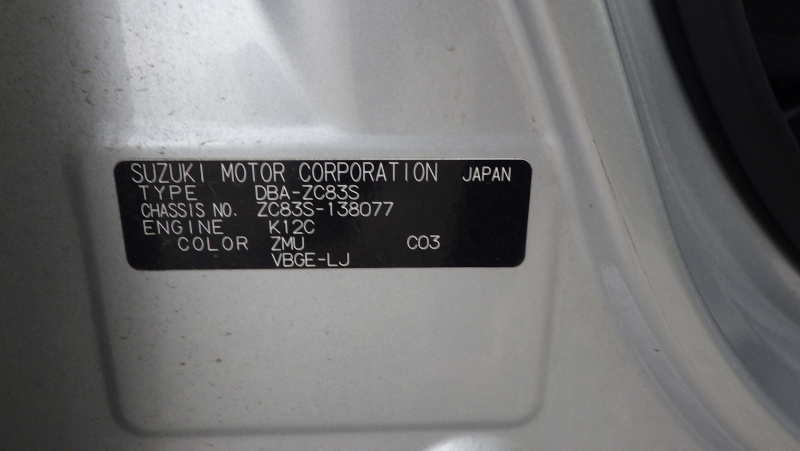 SUZUKI MOTOR CORPORATION JAPAN
TYPE DBA-ZC83S
CHASSIS NO. ZC83S-138077
ENGINE K12C
COLOR ZMU C03
VBGE-LJ